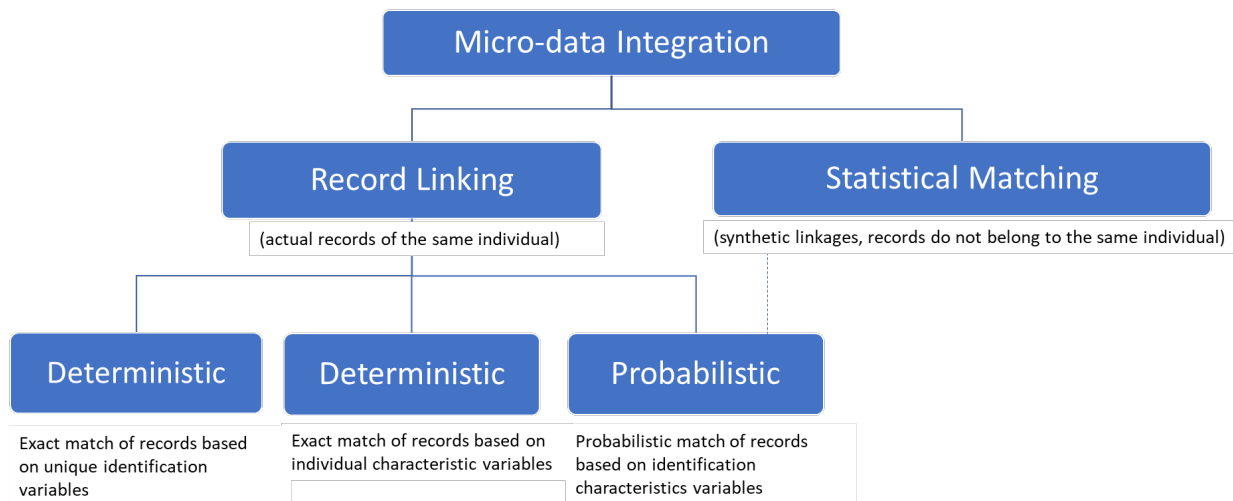 Micro-data Integration
Record Linking
Statistical Matching
(actual records of the same individual)
(synthetic linkages, records do not belong to the same individual)
Deterministic
Deterministic
Probabilistic
Exact match of records based
on unique identification
variables
Exact match of records based on
individual characteristic variables
Probabilistic match of records
based on identification
characteristics variables